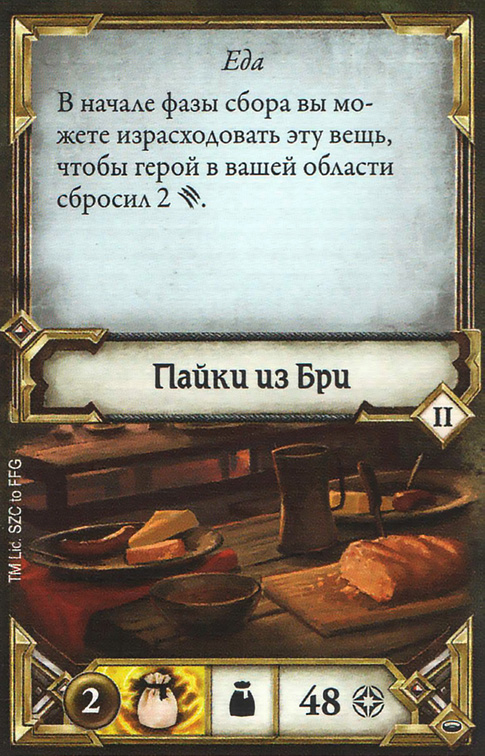 Еда
В начале фазы сбора вы мо-
жете израсходовать эту вещь,
чтобы герой в вашей области
сбросил 2 .
Пайки из Бри
II
TM Lic. SZC to FFG
2
48